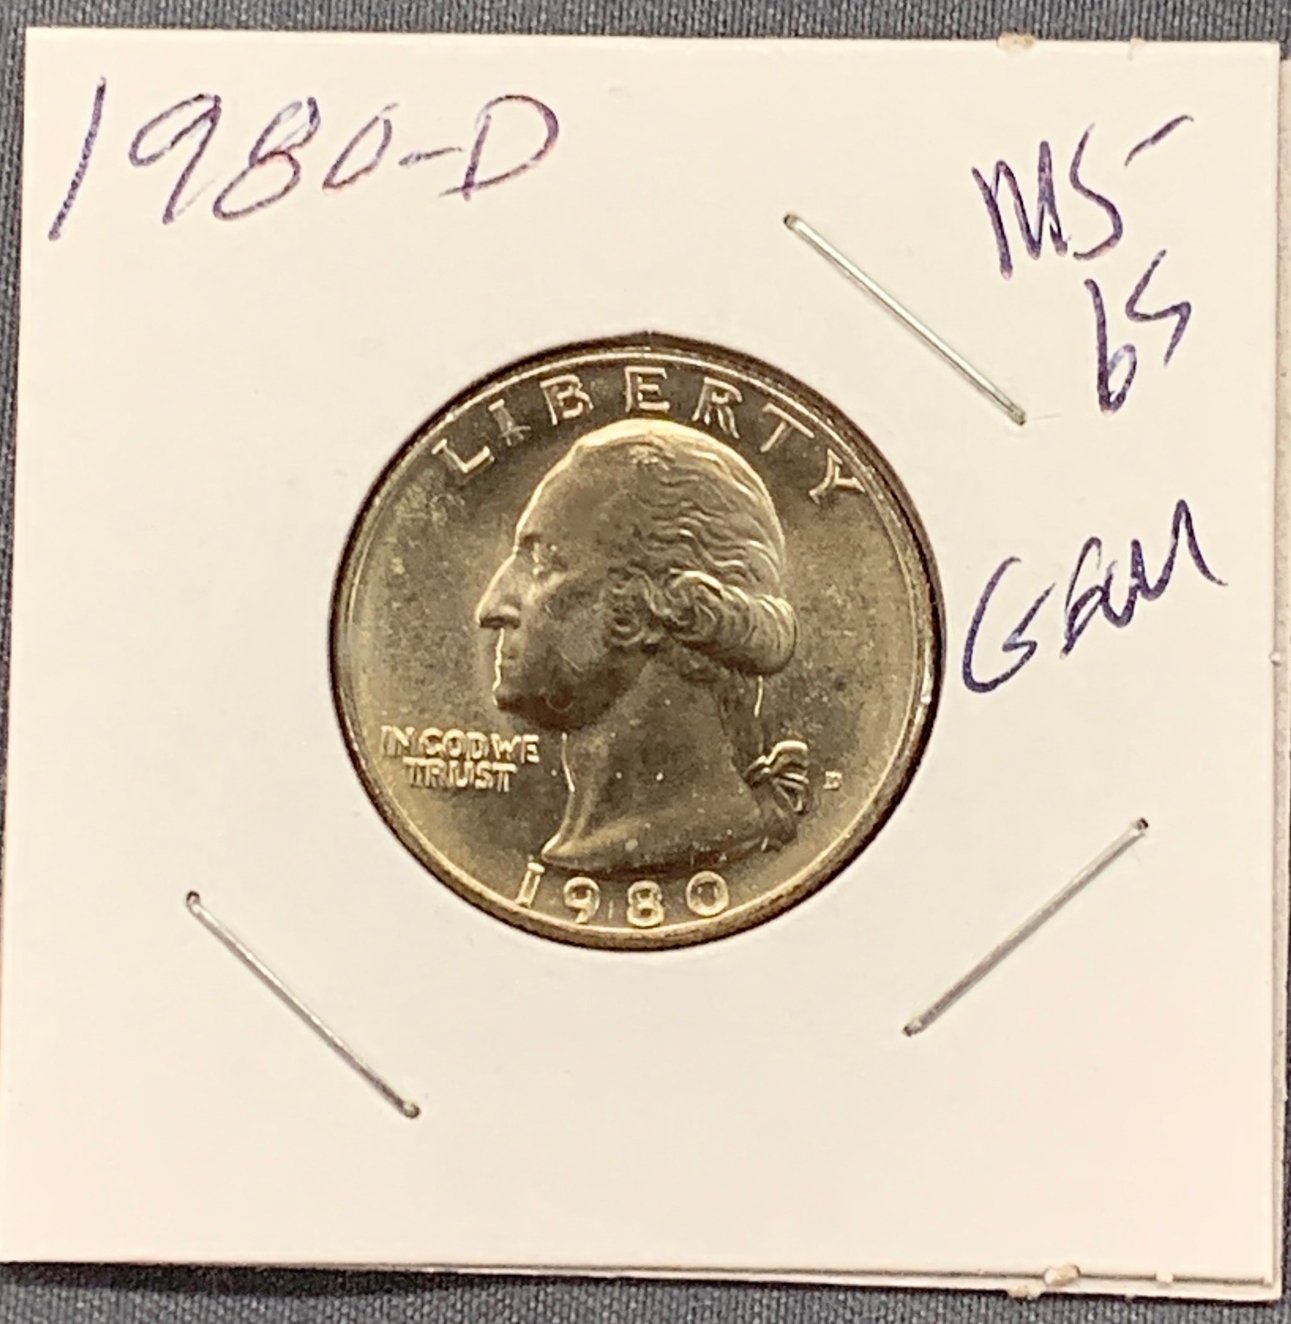 1980-D
MS-
65
GEM
LIBERTY
IN GOD WE
TRUST
D
1980